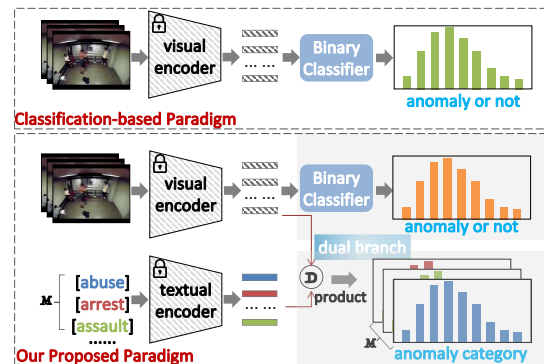 visual
encoder
... ...
Binary
Classifier
anomaly or not
Classification-based Paradigm
visual
encoder
... ...
Binary
Classifier
anomaly or not
dual branch
M
[abuse]
[arrest]
[assault]
......
textual
encoder
... ...
D
product
M
anomaly category
Our Proposed Paradigm